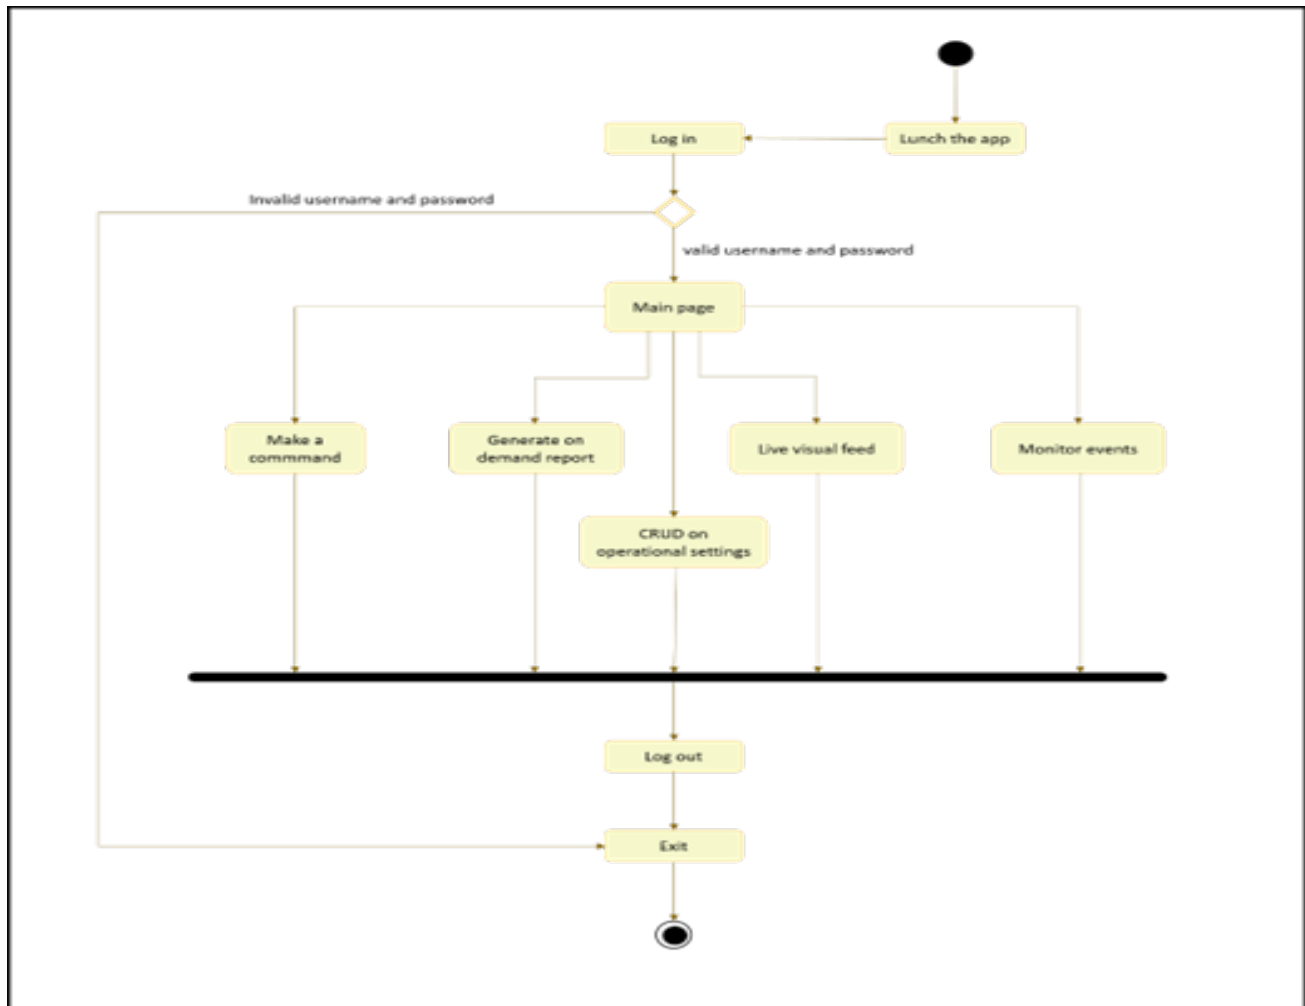 Lunch the app
Log in
Invalid username and password
valid username and password
Main page
Make a
commmand
Generate on
demand report
Live visual feed
Monitor events
CRUD on
operational settings
Log out
Exit